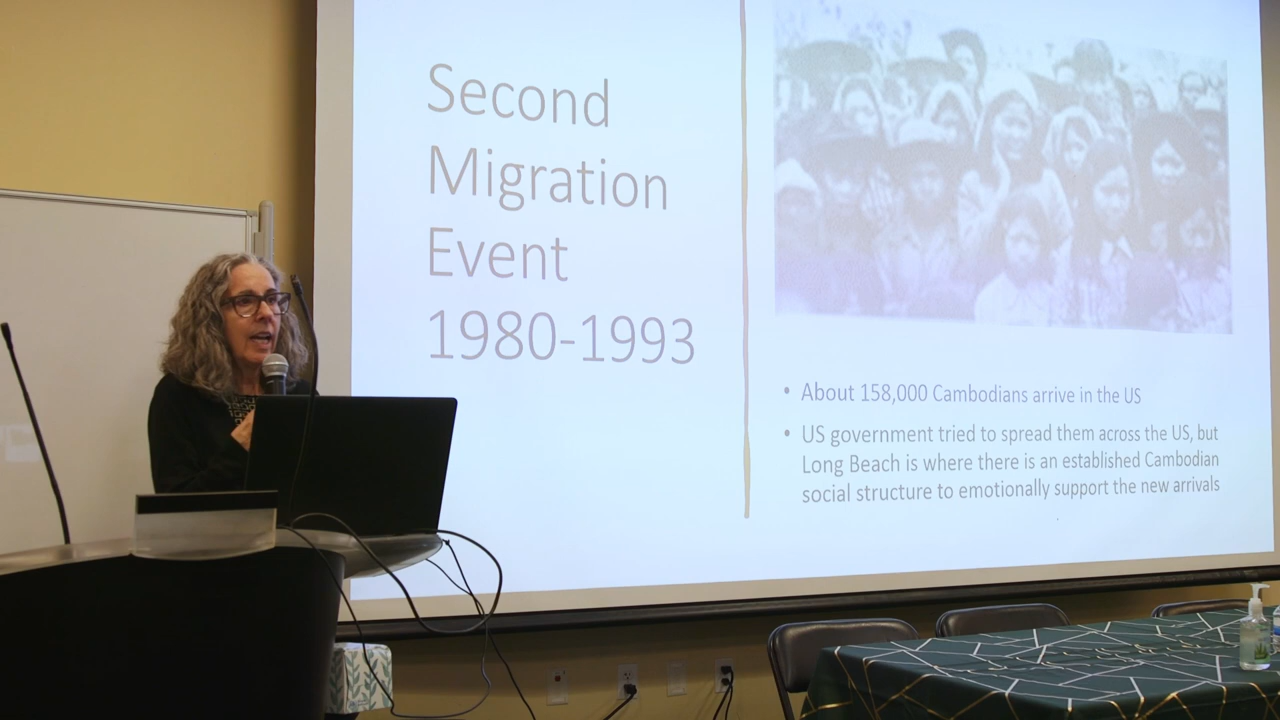 Second
Migration
Event
1980-1993
• About 158,000 Cambodians arrive in the US
• US government tried to spread them across the US, but
Long Beach is where there is an established Cambodian
social structure to emotionally support the new arrivals